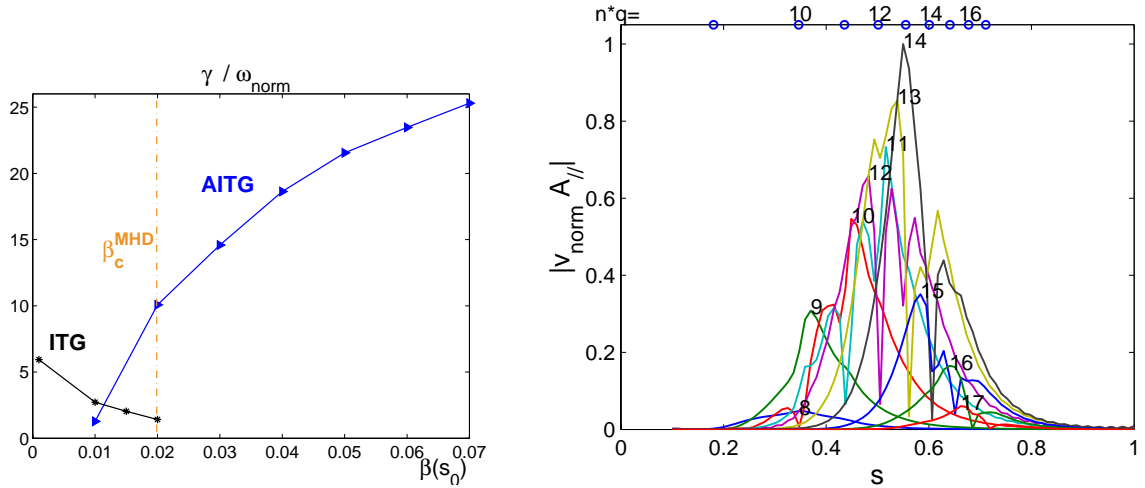 γ / ω_norm
25
20
15
10
5
0
AITG
β_c^MHD
ITG
0 0.01 0.02 0.03 0.04 0.05 0.06 0.07
β(s_0)
n*q= 10 12 14 16
1
0.8
0.6
0.4
0.2
0
|v_norm A_//|
14
13
11
12
10
15
9
16
8
17
0 0.2 0.4 0.6 0.8 1
s